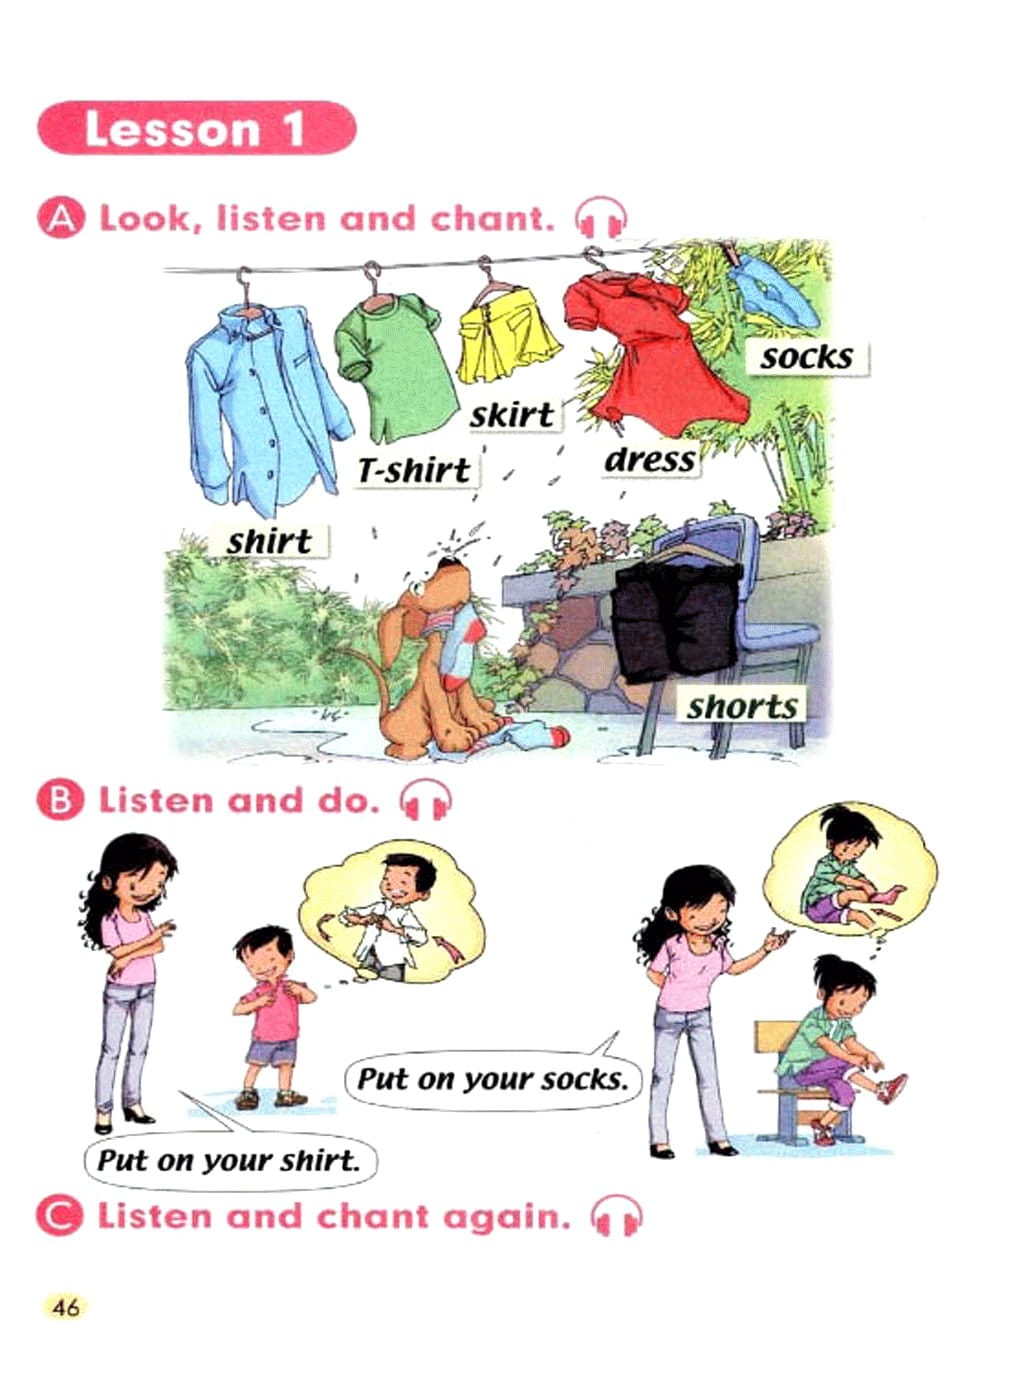 Lesson 1
A Look, listen and chant.
socks
skirt
T-shirt
dress
shirt
shorts
B Listen and do.
Put on your socks.
Put on your shirt.
C Listen and chant again.
46